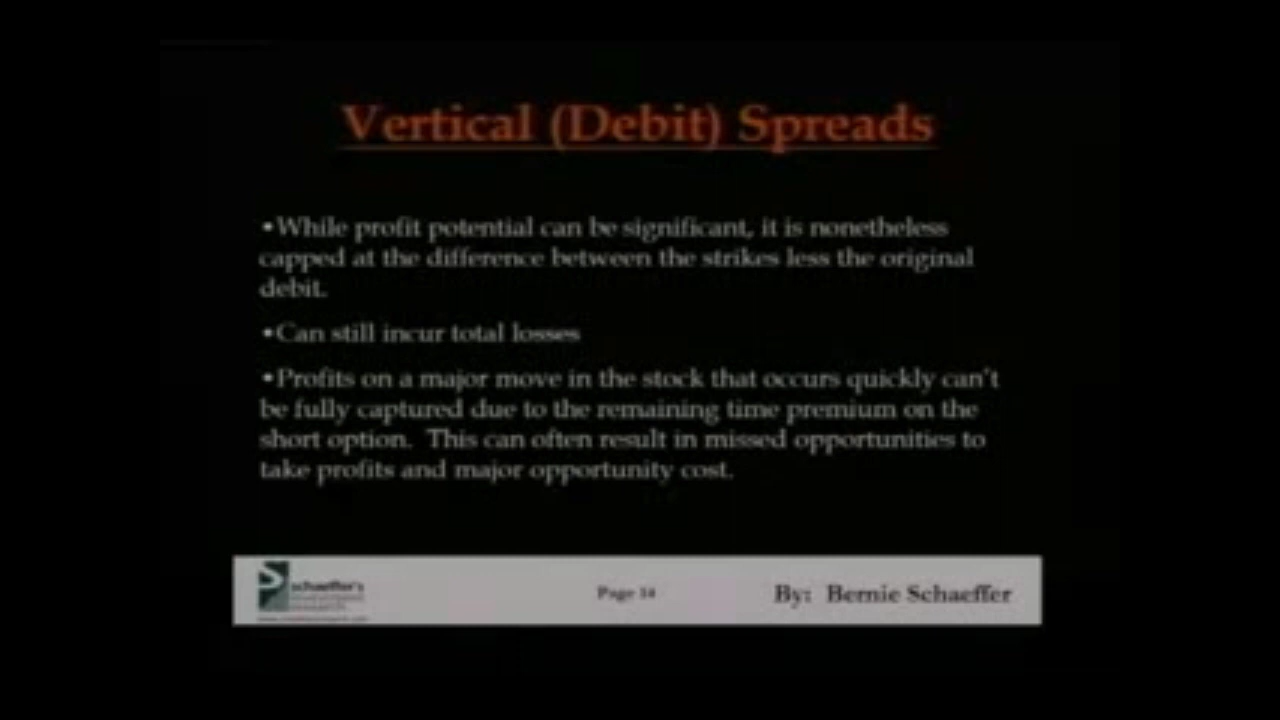 Vertical (Debit) Spreads
•While profit potential can be significant, it is nonetheless
capped at the difference between the strikes less the original
debit.
•Can still incur total losses
•Profits on a major move in the stock that occurs quickly can't
be fully captured due to the remaining time premium on the
short option.  This can often result in missed opportunities to
take profits and major opportunity cost.
schaeffer's
Page 14
By:  Bernie Schaeffer